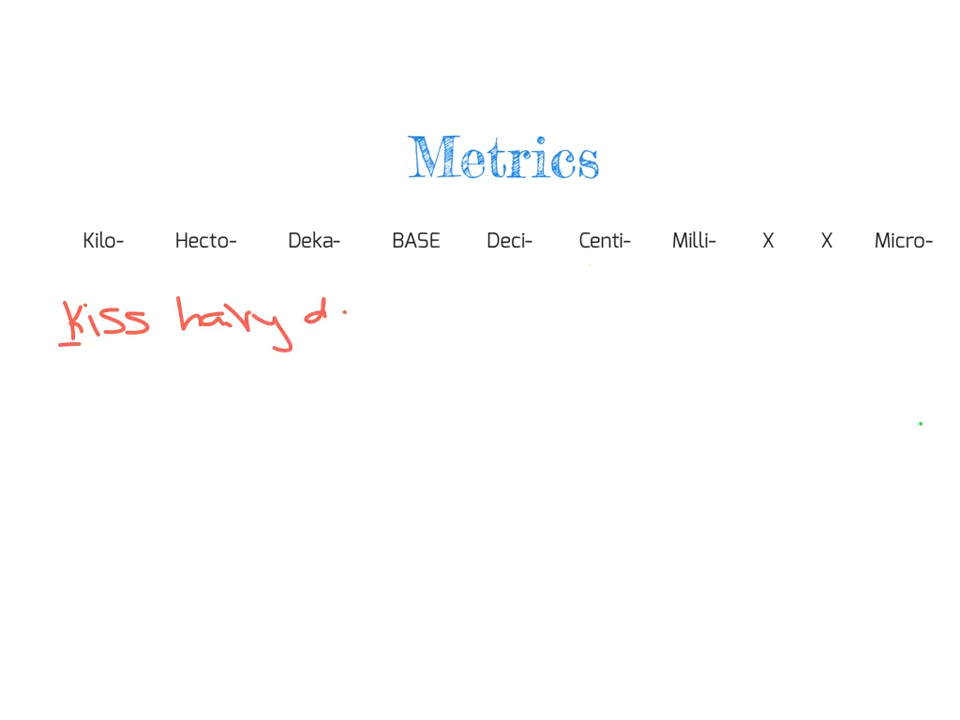 Metrics
Kilo- Hecto- Deka- BASE Deci- Centi- Milli- X X Micro-
Kiss hairy d